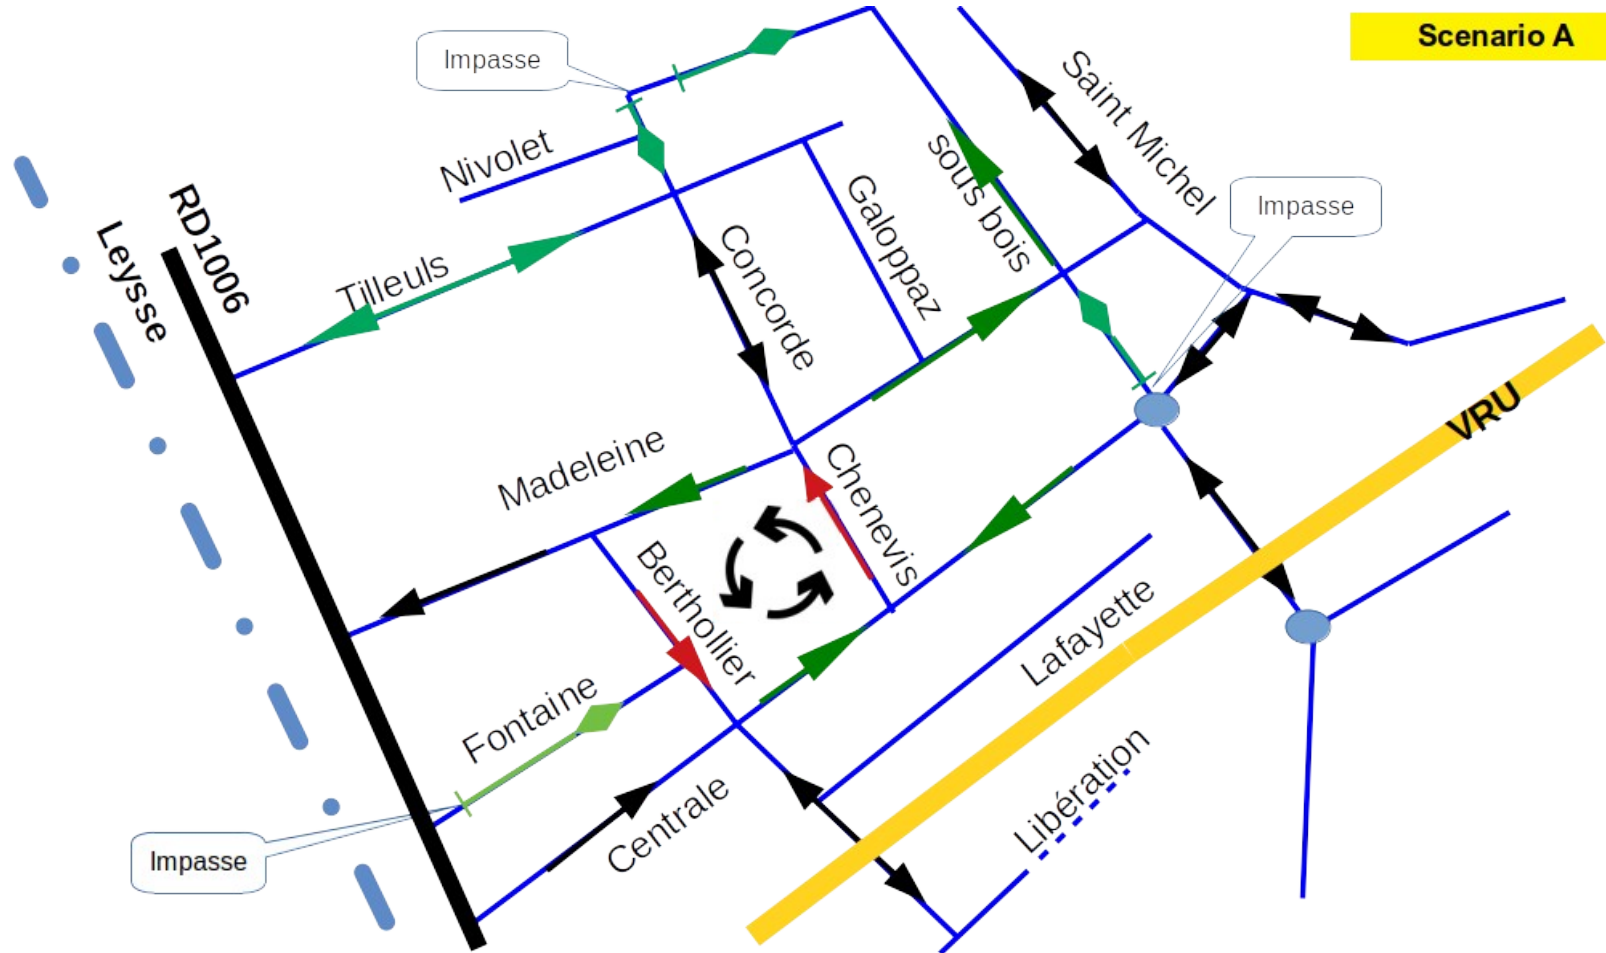 Scenario A
Impasse
Saint Michel
Nivolet
sous bois
Impasse
RD1006
Leysse
Galoppaz
Tilleuls
Concorde
VRU
Madeleine
Chenevis
Berthollier
Lafayette
Fontaine
Libération
Centrale
Impasse